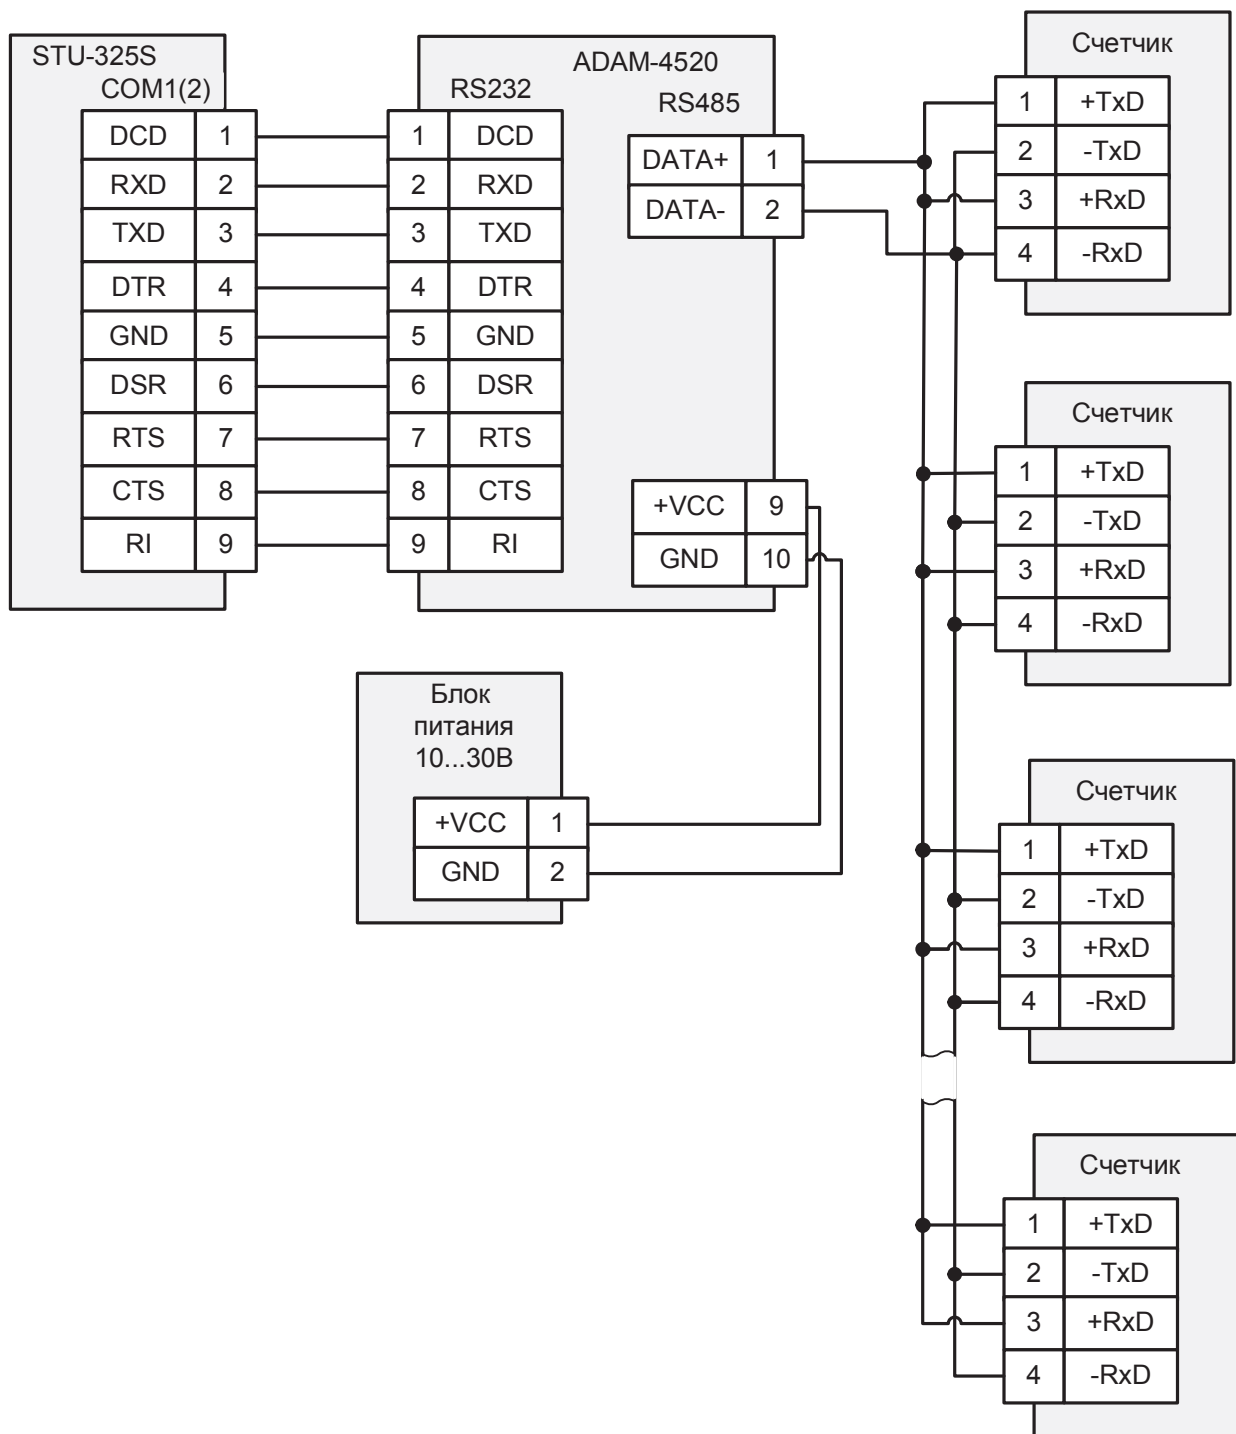 STU-325S
COM1(2)
DCD 1
RXD 2
TXD 3
DTR 4
GND 5
DSR 6
RTS 7
CTS 8
RI 9
ADAM-4520
RS232
1 DCD
2 RXD
3 TXD
4 DTR
5 GND
6 DSR
7 RTS
8 CTS
9 RI
RS485
DATA+ 1
DATA- 2
+VCC 9
GND 10
Блок
питания
10...30В
+VCC 1
GND 2
Счетчик
1 +TxD
2 -TxD
3 +RxD
4 -RxD
Счетчик
1 +TxD
2 -TxD
3 +RxD
4 -RxD
Счетчик
1 +TxD
2 -TxD
3 +RxD
4 -RxD
Счетчик
1 +TxD
2 -TxD
3 +RxD
4 -RxD